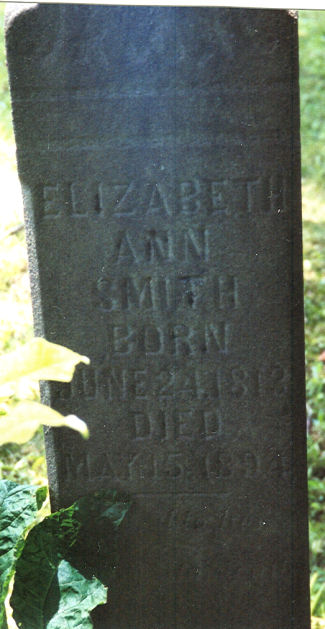 ELIZABETH
ANN
SMITH
BORN
JUNE 24, 1813
DIED
MAY 15, 1894